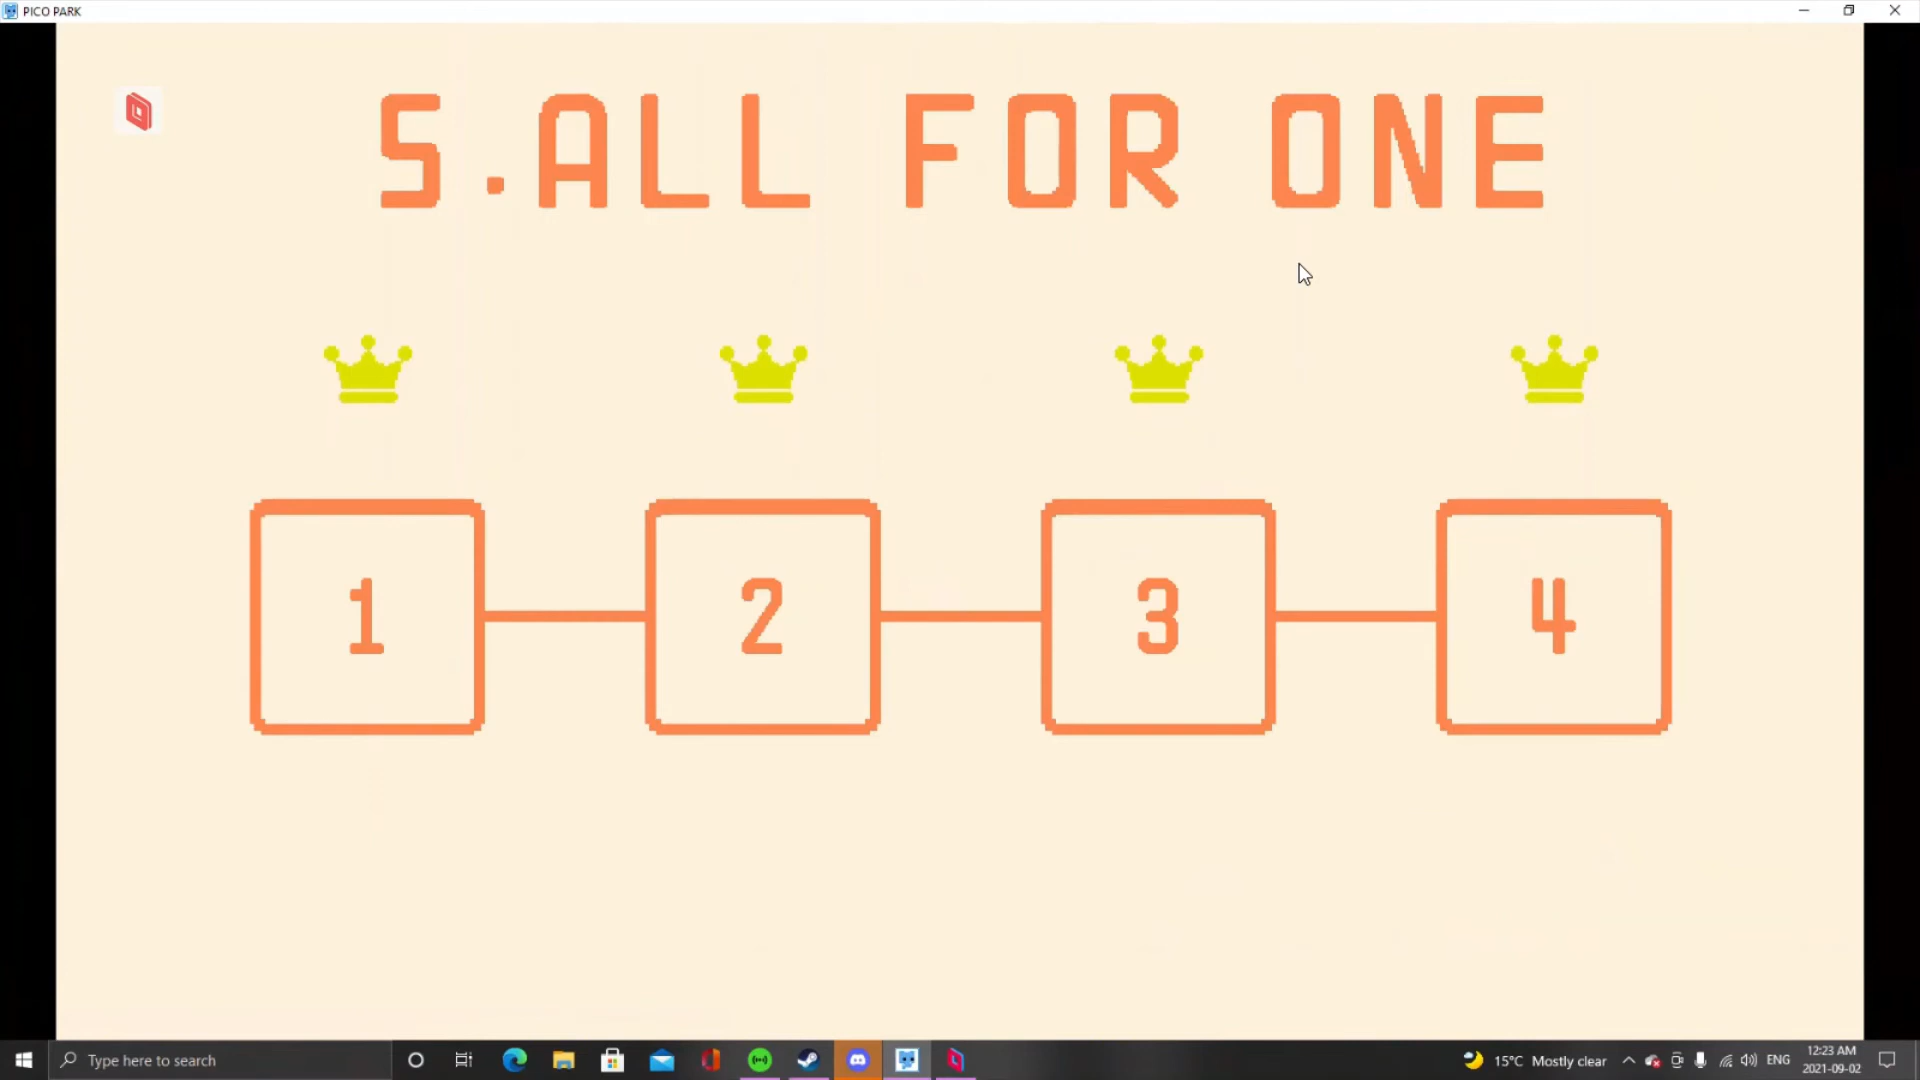 PICO PARK
5.ALL FOR ONE
1 2 3 4
Type here to search
15°C Mostly clear
ENG
12:23 AM
2021-09-02